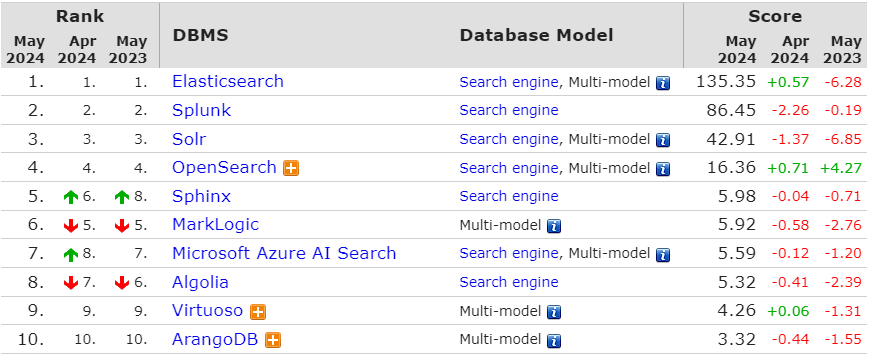 Rank DBMS Database Model Score
May Apr May May Apr May
2024 2024 2023 2024 2024 2023
1. 1. 1. Elasticsearch Search engine, Multi-model i 135.35 +0.57 -6.28
2. 2. 2. Splunk Search engine 86.45 -2.26 -0.19
3. 3. 3. Solr Search engine, Multi-model i 42.91 -1.37 -6.85
4. 4. 4. OpenSearch Search engine, Multi-model i 16.36 +0.71 +4.27
5. 6. 8. Sphinx Search engine 5.98 -0.04 -0.71
6. 5. 5. MarkLogic Multi-model i 5.92 -0.58 -2.76
7. 8. 7. Microsoft Azure AI Search Search engine, Multi-model i 5.59 -0.12 -1.20
8. 7. 6. Algolia Search engine 5.32 -0.41 -2.39
9. 9. 9. Virtuoso Multi-model i 4.26 +0.06 -1.31
10. 10. 10. ArangoDB Multi-model i 3.32 -0.44 -1.55